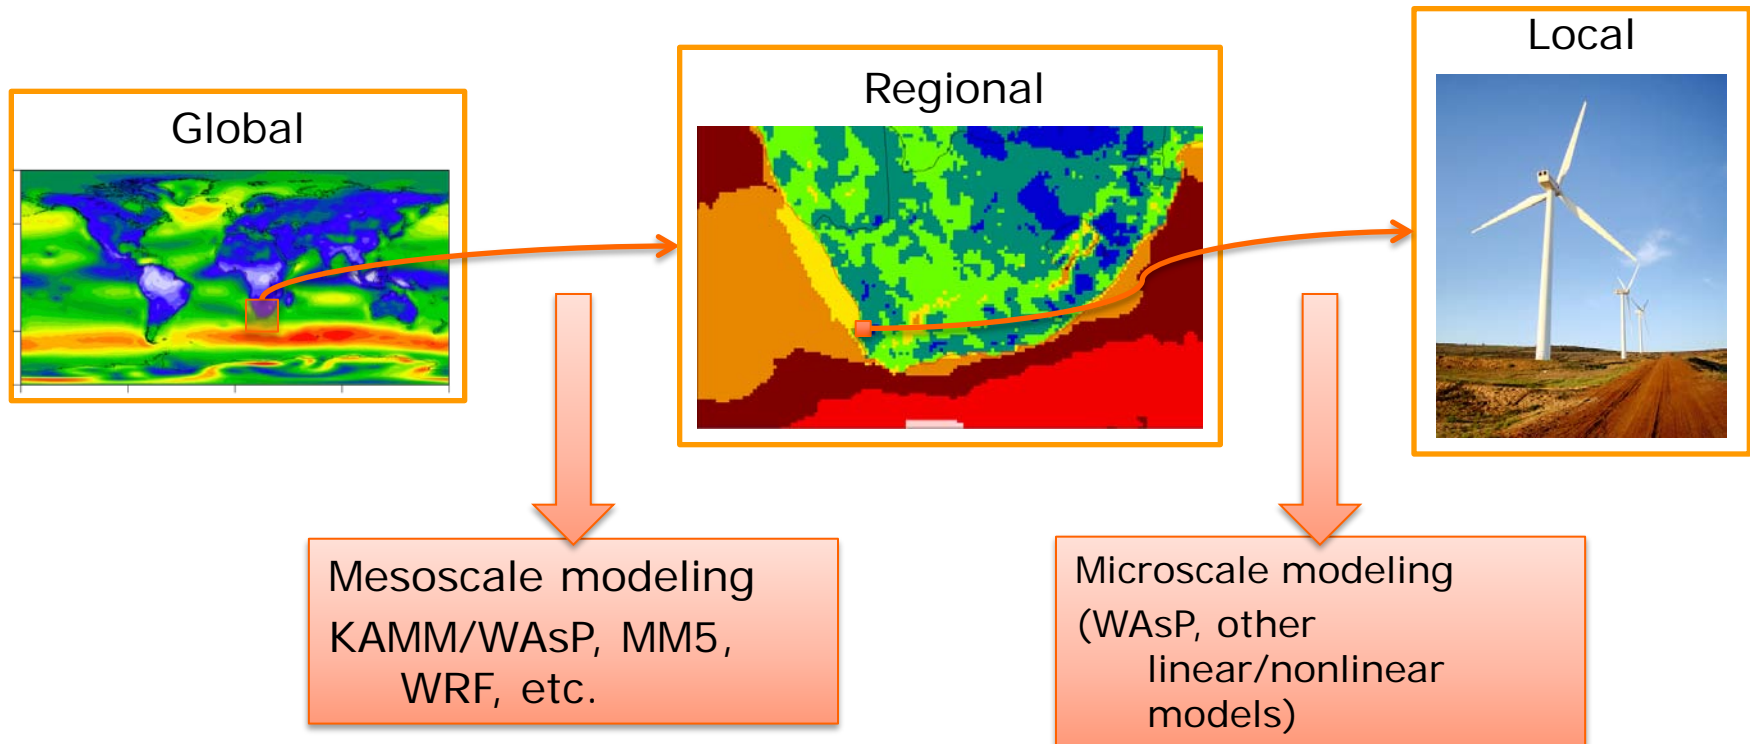 Global
Regional
Local
Mesoscale modeling
KAMM/WAsP, MM5,
WRF, etc.
Microscale modeling
(WAsP, other
linear/nonlinear
models)